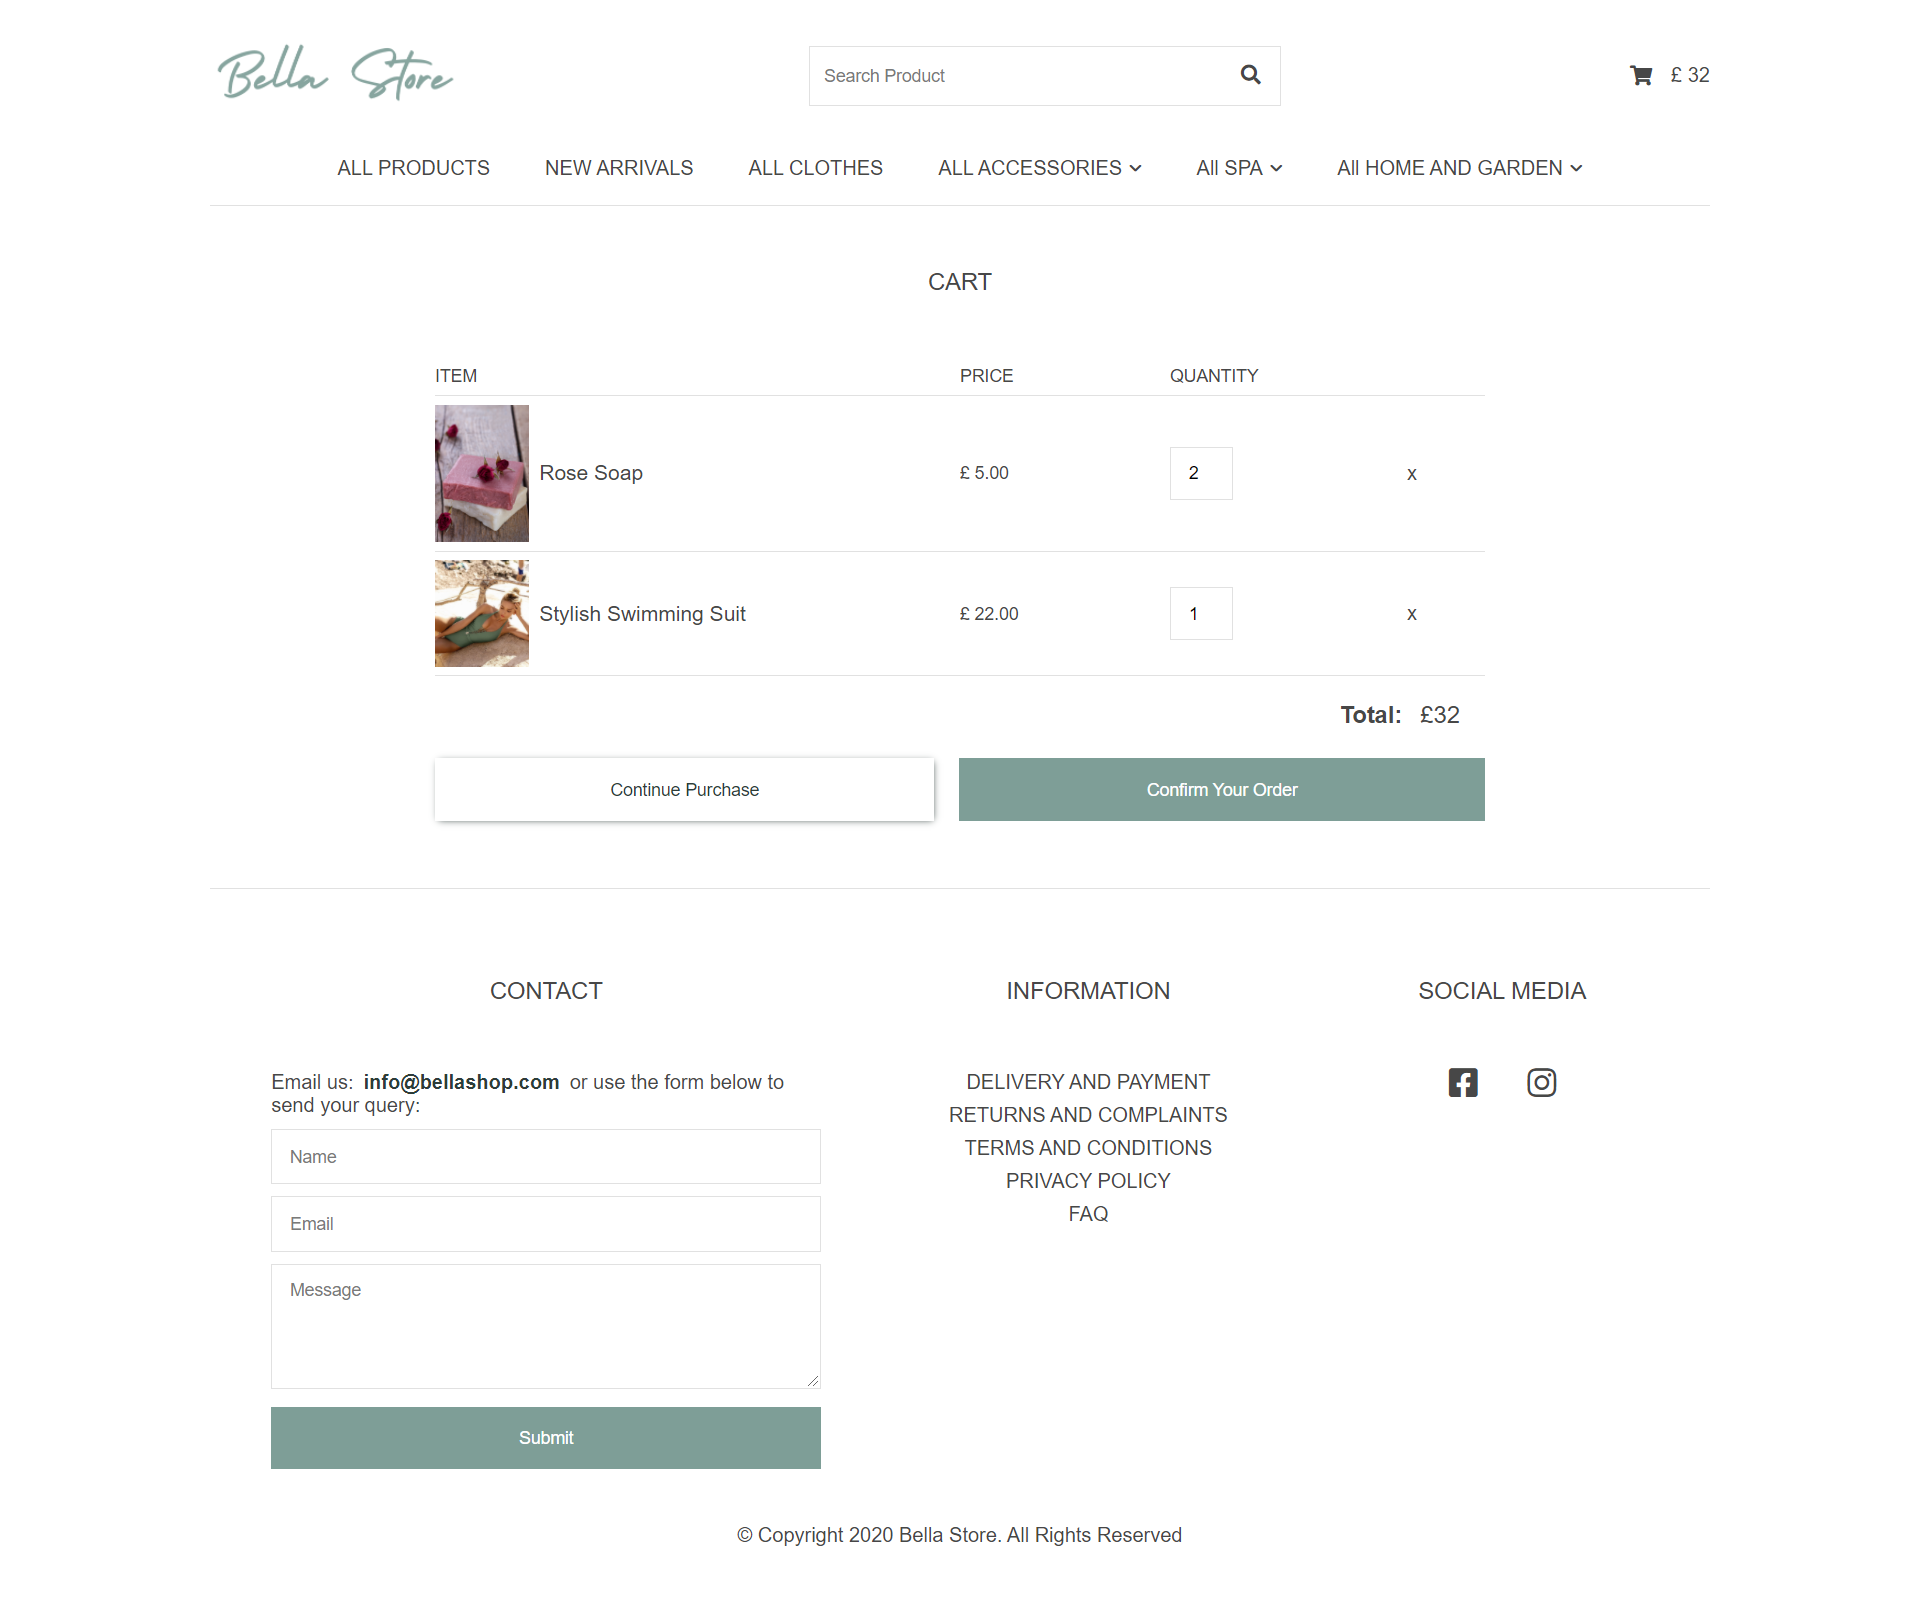 Bella Store
Search Product
£ 32
ALL PRODUCTS NEW ARRIVALS ALL CLOTHES ALL ACCESSORIES All SPA All HOME AND GARDEN
CART
ITEM PRICE QUANTITY
Rose Soap £ 5.00 2 x
Stylish Swimming Suit £ 22.00 1 x
Total: £32
Continue Purchase Confirm Your Order
CONTACT
Email us: info@bellashop.com or use the form below to
send your query:
Name
Email
Message
Submit
INFORMATION
DELIVERY AND PAYMENT
RETURNS AND COMPLAINTS
TERMS AND CONDITIONS
PRIVACY POLICY
FAQ
SOCIAL MEDIA
© Copyright 2020 Bella Store. All Rights Reserved